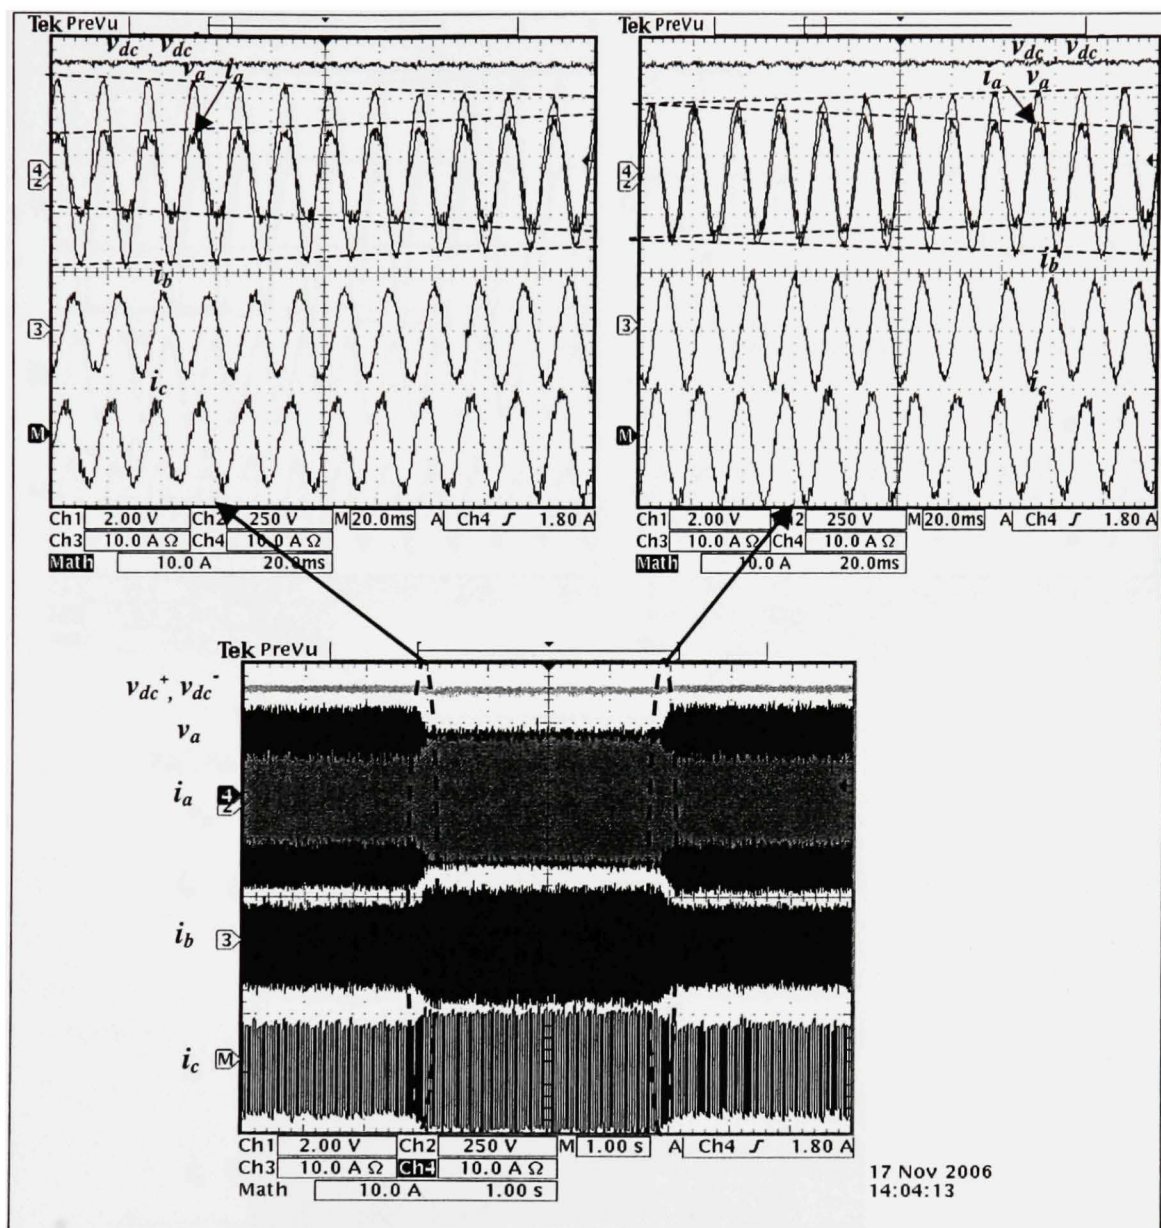 Tek PreVu
v_dc^+, v_dc^-
v_a i_a
4
2
i_b
3
i_c
M
Ch1 2.00 V Ch2 250 V M 20.0ms A Ch4 ƒ 1.80 A
Ch3 10.0 A Ω Ch4 10.0 A Ω
Math 10.0 A 20.0ms
Tek PreVu
v_dc^+, v_dc^-
i_a v_a
4
2
i_b
3
i_c
M
Ch1 2.00 V Ch2 250 V M 20.0ms A Ch4 ƒ 1.80 A
Ch3 10.0 A Ω Ch4 10.0 A Ω
Math 10.0 A 20.0ms
Tek PreVu
v_dc^+, v_dc^-
v_a
i_a 4
2
i_b 3
i_c M
Ch1 2.00 V Ch2 250 V M 1.00 s A Ch4 ƒ 1.80 A
Ch3 10.0 A Ω Ch4 10.0 A Ω
Math 10.0 A 1.00 s
17 Nov 2006
14:04:13